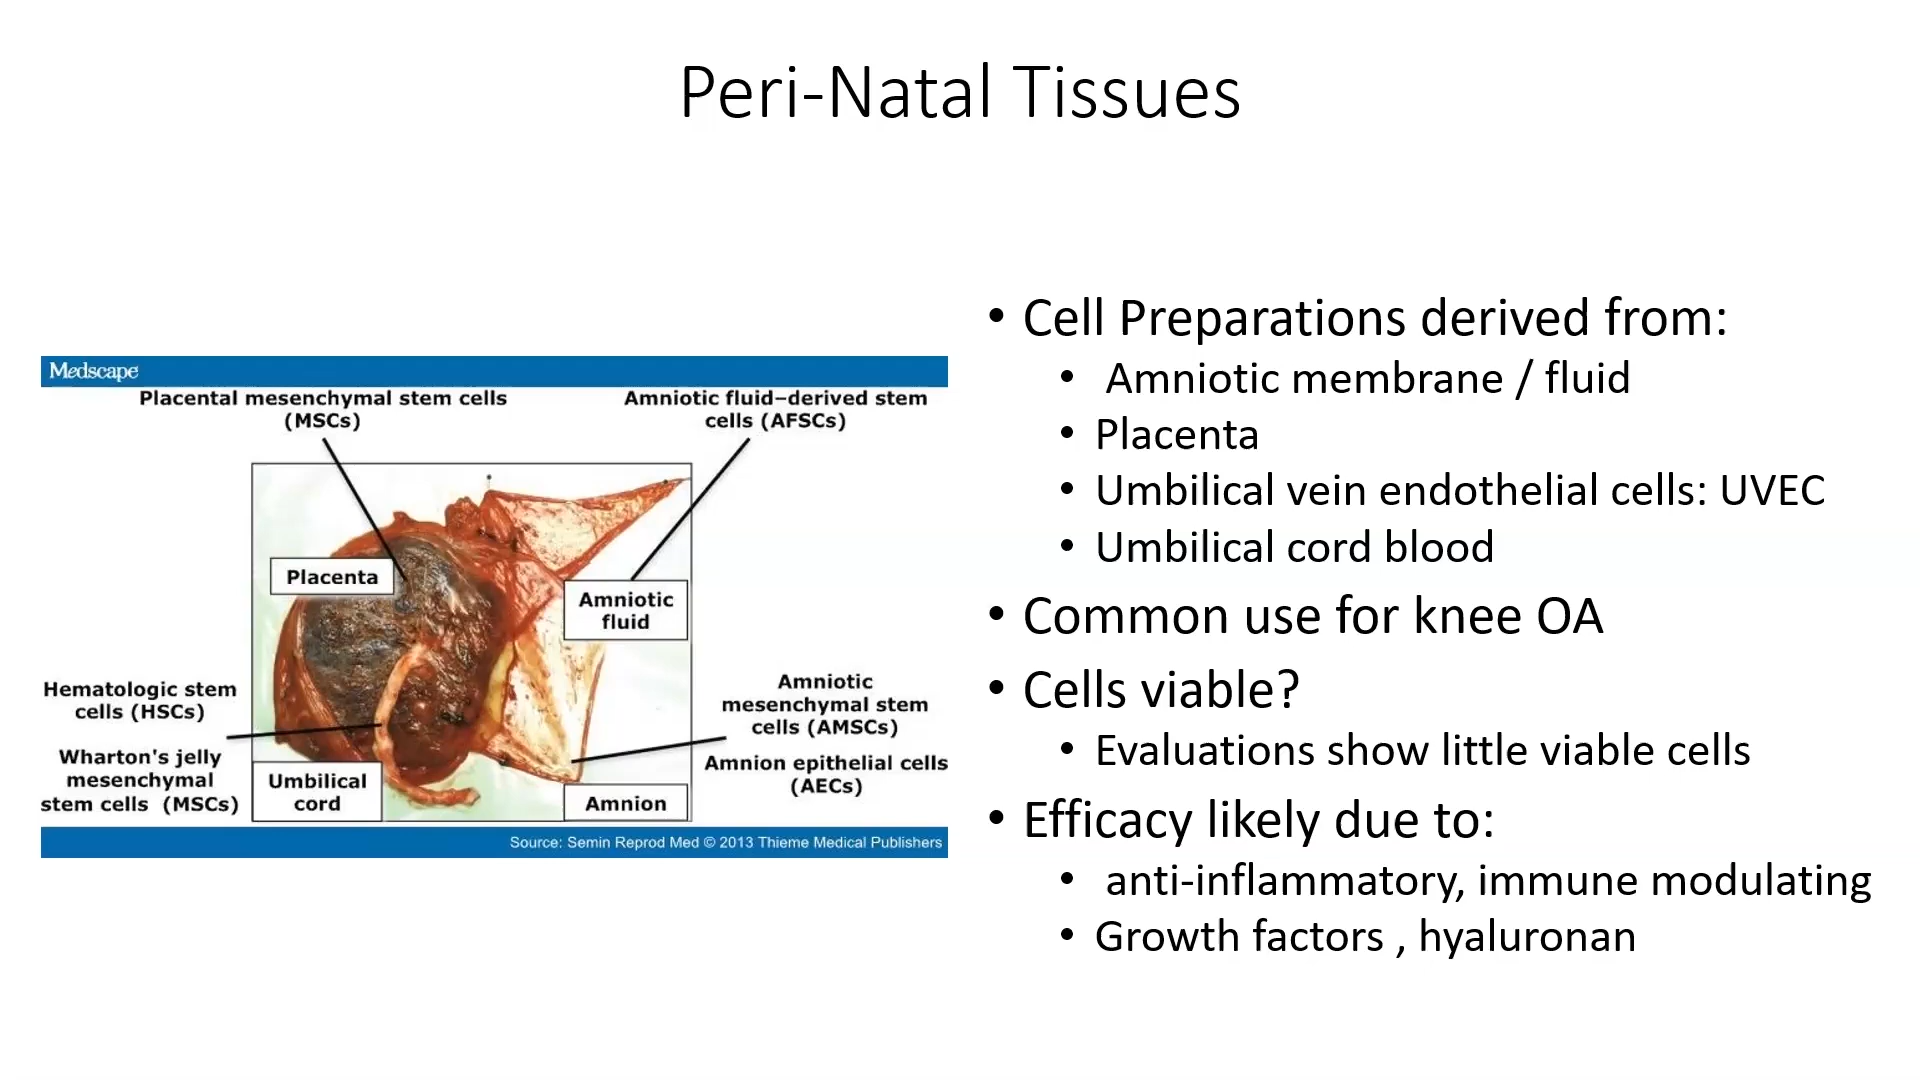 Peri-Natal Tissues
Medscape
Placental mesenchymal stem cells
(MSCs)
Amniotic fluid–derived stem
cells (AFSCs)
Placenta
Amniotic
fluid
Hematologic stem
cells (HSCs)
Wharton's jelly
mesenchymal
stem cells (MSCs)
Umbilical
cord
Amniotic
mesenchymal stem
cells (AMSCs)
Amnion epithelial cells
(AECs)
Amnion
Source: Semin Reprod Med © 2013 Thieme Medical Publishers
• Cell Preparations derived from:
• Amniotic membrane / fluid
• Placenta
• Umbilical vein endothelial cells: UVEC
• Umbilical cord blood
• Common use for knee OA
• Cells viable?
• Evaluations show little viable cells
• Efficacy likely due to:
• anti-inflammatory, immune modulating
• Growth factors , hyaluronan